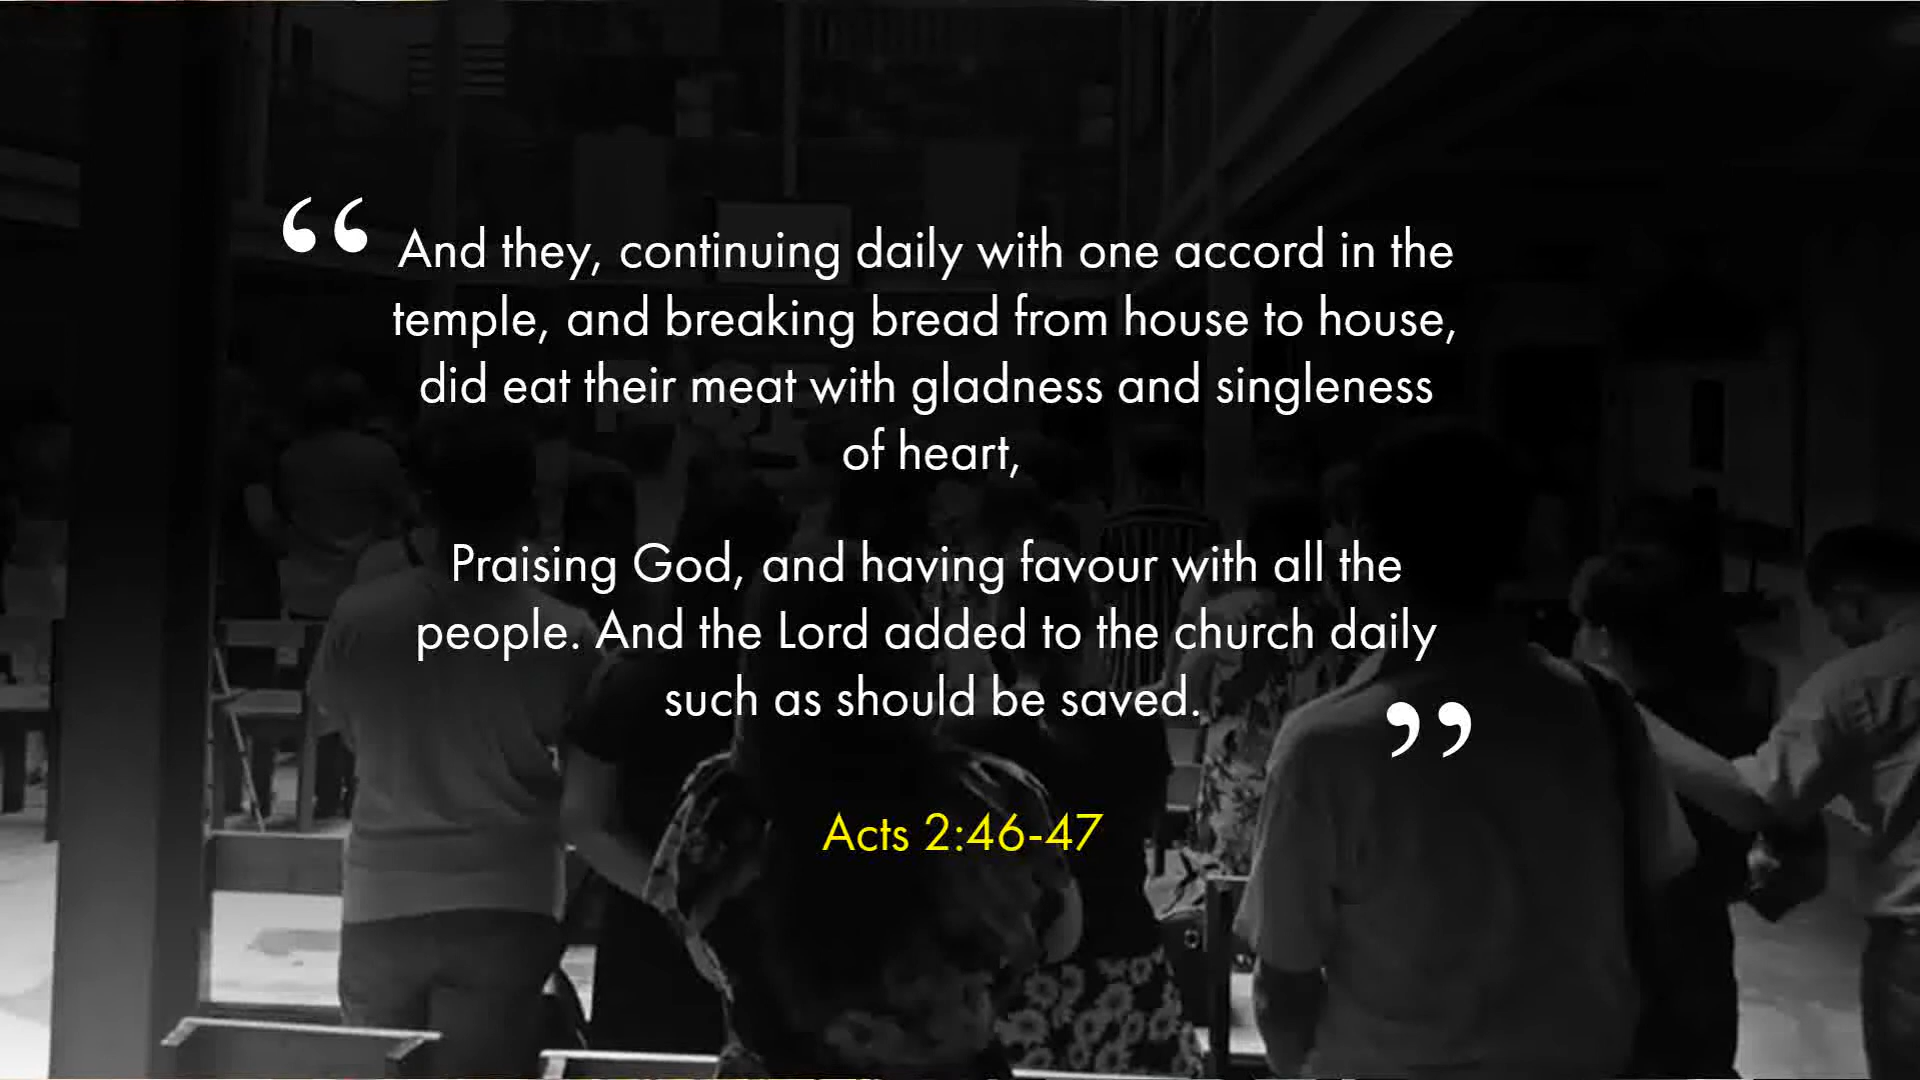 “ And they, continuing daily with one accord in the
temple, and breaking bread from house to house,
did eat their meat with gladness and singleness
of heart,
Praising God, and having favour with all the
people. And the Lord added to the church daily
such as should be saved. ”
Acts 2:46-47